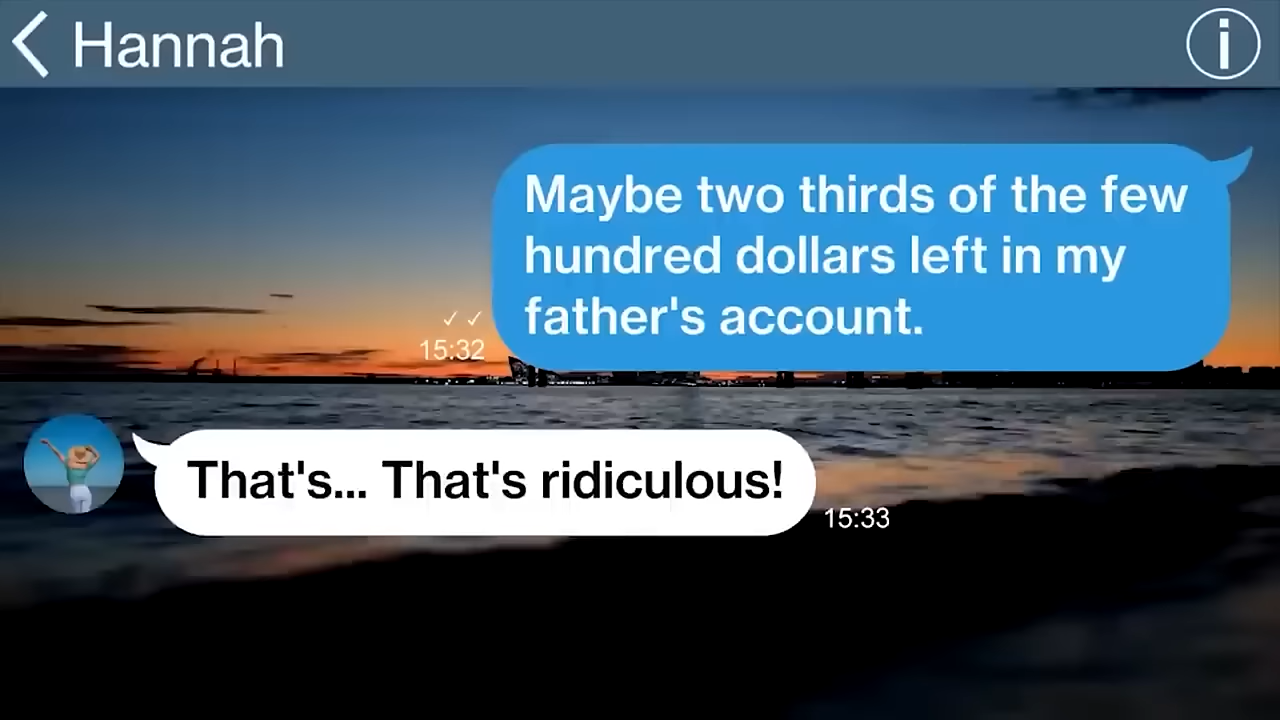 Hannah
Maybe two thirds of the few
hundred dollars left in my
father's account.
15:32
That's... That's ridiculous!
15:33